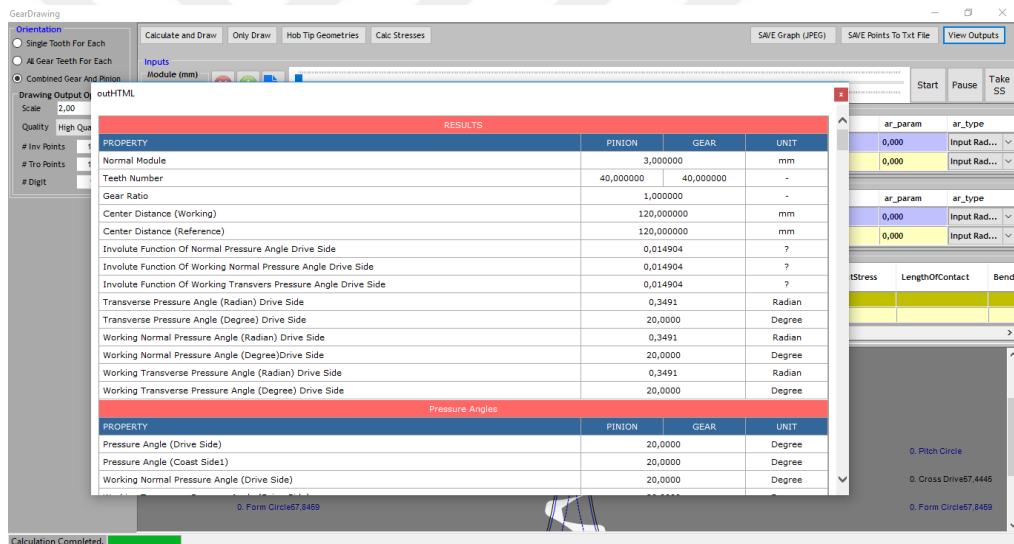 GearDrawing
Orientation
Single Tooth For Each
All Gear Teeth For Each
Combined Gear And Pinion
Drawing Output Op
Scale 2,00
Quality High Qua
# Inv Points 1
# Tro Points 1
# Digit
Calculate and Draw Only Draw Hob Tip Geometries Calc Stresses SAVE Graph (JPEG) SAVE Points To Txt File View Outputs
Inputs
Module (mm)
Start Pause Take SS
outHTML
RESULTS
PROPERTY PINION GEAR UNIT
Normal Module 3,000000 mm
Teeth Number 40,000000 40,000000 -
Gear Ratio 1,000000 -
Center Distance (Working) 120,000000 mm
Center Distance (Reference) 120,000000 mm
Involute Function Of Normal Pressure Angle Drive Side 0,014904 ?
Involute Function Of Working Normal Pressure Angle Drive Side 0,014904 ?
Involute Function Of Working Transvers Pressure Angle Drive Side 0,014904 ?
Transverse Pressure Angle (Radian) Drive Side 0,3491 Radian
Transverse Pressure Angle (Degree) Drive Side 20,0000 Degree
Working Normal Pressure Angle (Radian) Drive Side 0,3491 Radian
Working Normal Pressure Angle (Degree)Drive Side 20,0000 Degree
Working Transverse Pressure Angle (Radian) Drive Side 0,3491 Radian
Working Transverse Pressure Angle (Degree) Drive Side 20,0000 Degree
Pressure Angles
PROPERTY PINION GEAR UNIT
Pressure Angle (Drive Side) 20,0000 Degree
Pressure Angle (Coast Side1) 20,0000 Degree
Working Normal Pressure Angle (Drive Side) 20,0000 Degree
ar_param ar_type
0,000 Input Rad...
0,000 Input Rad...
ar_param ar_type
0,000 Input Rad...
0,000 Input Rad...
tStress LengthOfContact Bend
0. Pitch Circle
0. Cross Drive57,4446
0. Form Circle57,8469
0. Form Circle57,8469
Calculation Completed.